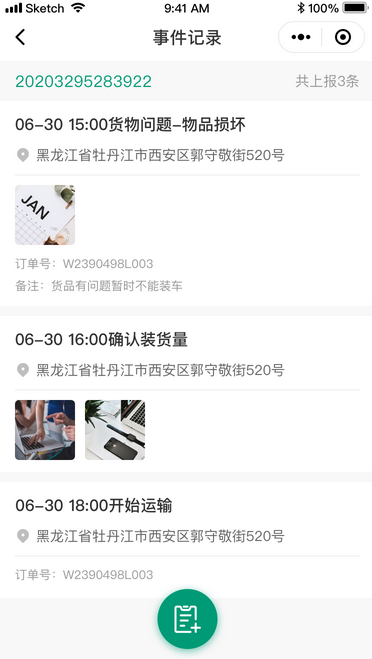 Sketch 9:41 AM 100%
事件记录
20203295283922 共上报3条
06-30 15:00货物问题-物品损坏
黑龙江省牡丹江市西安区郭守敬街520号
JAN
订单号：W2390498L003
备注：货品有问题暂时不能装车
06-30 16:00确认装货量
黑龙江省牡丹江市西安区郭守敬街520号
06-30 18:00开始运输
黑龙江省牡丹江市西安区郭守敬街520号
订单号：W2390498L003